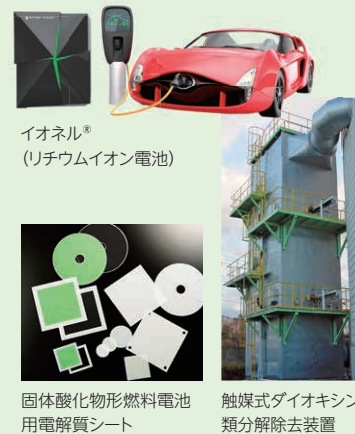 イオネル®
（リチウムイオン電池）
固体酸化物形燃料電池
用電解質シート
触媒式ダイオキシン
類分解除去装置